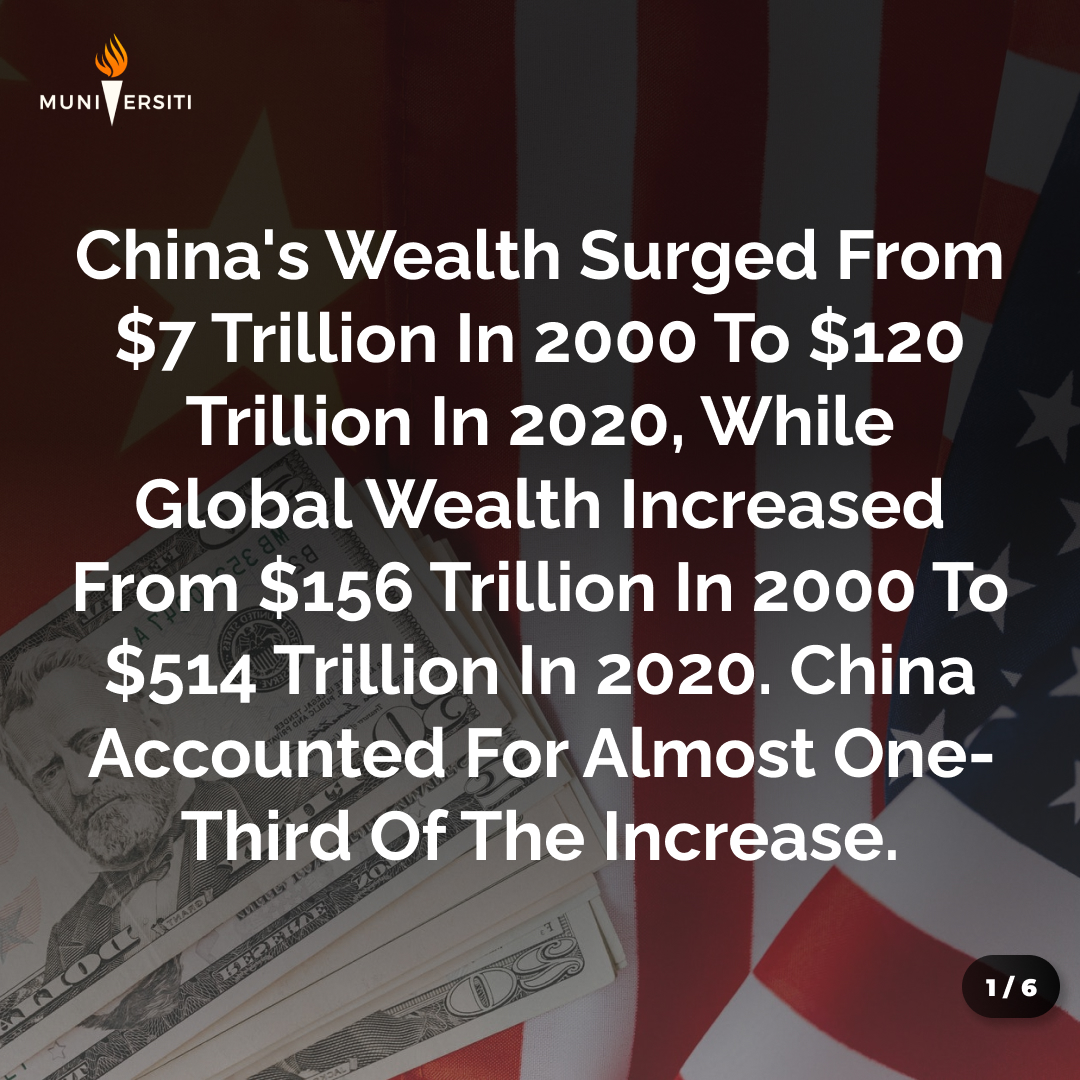 MUNIVERSITI
China's Wealth Surged From
$7 Trillion In 2000 To $120
Trillion In 2020, While
Global Wealth Increased
From $156 Trillion In 2000 To
$514 Trillion In 2020. China
Accounted For Almost One-
Third Of The Increase.
1 / 6